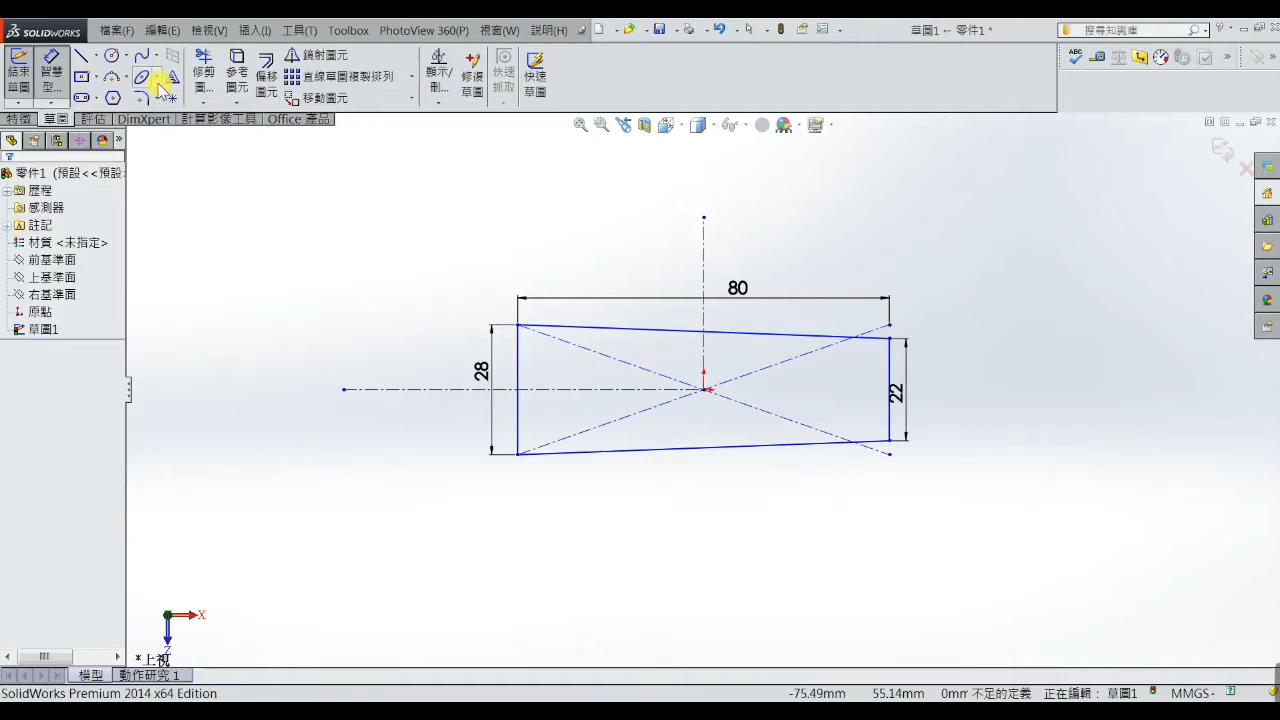 SOLIDWORKS 檔案(F) 編輯(E) 檢視(V) 插入(I) 工具(T) Toolbox PhotoView 360(P) 視窗(W) 說明(H) 草圖1 ← 零件1 * 搜尋知識庫
結束草圖 智慧型... 修剪圖... 參考圖元 偏移圖元 鏡射圖元 直線草圖複製排列 移動圖元 顯示/刪... 修復草圖 快速抓取 快速草圖
特徵 草圖 評估 DimXpert 計算影像工具 Office 產品
零件1 (預設<<預設
歷程
感測器
註記
材質 <未指定>
前基準面
上基準面
右基準面
原點
草圖1
80
28
22
X
Z
*上視
模型 動作研究 1
SolidWorks Premium 2014 x64 Edition -75.49mm 55.14mm 0mm 不足的定義 正在編輯： 草圖1 MMGS